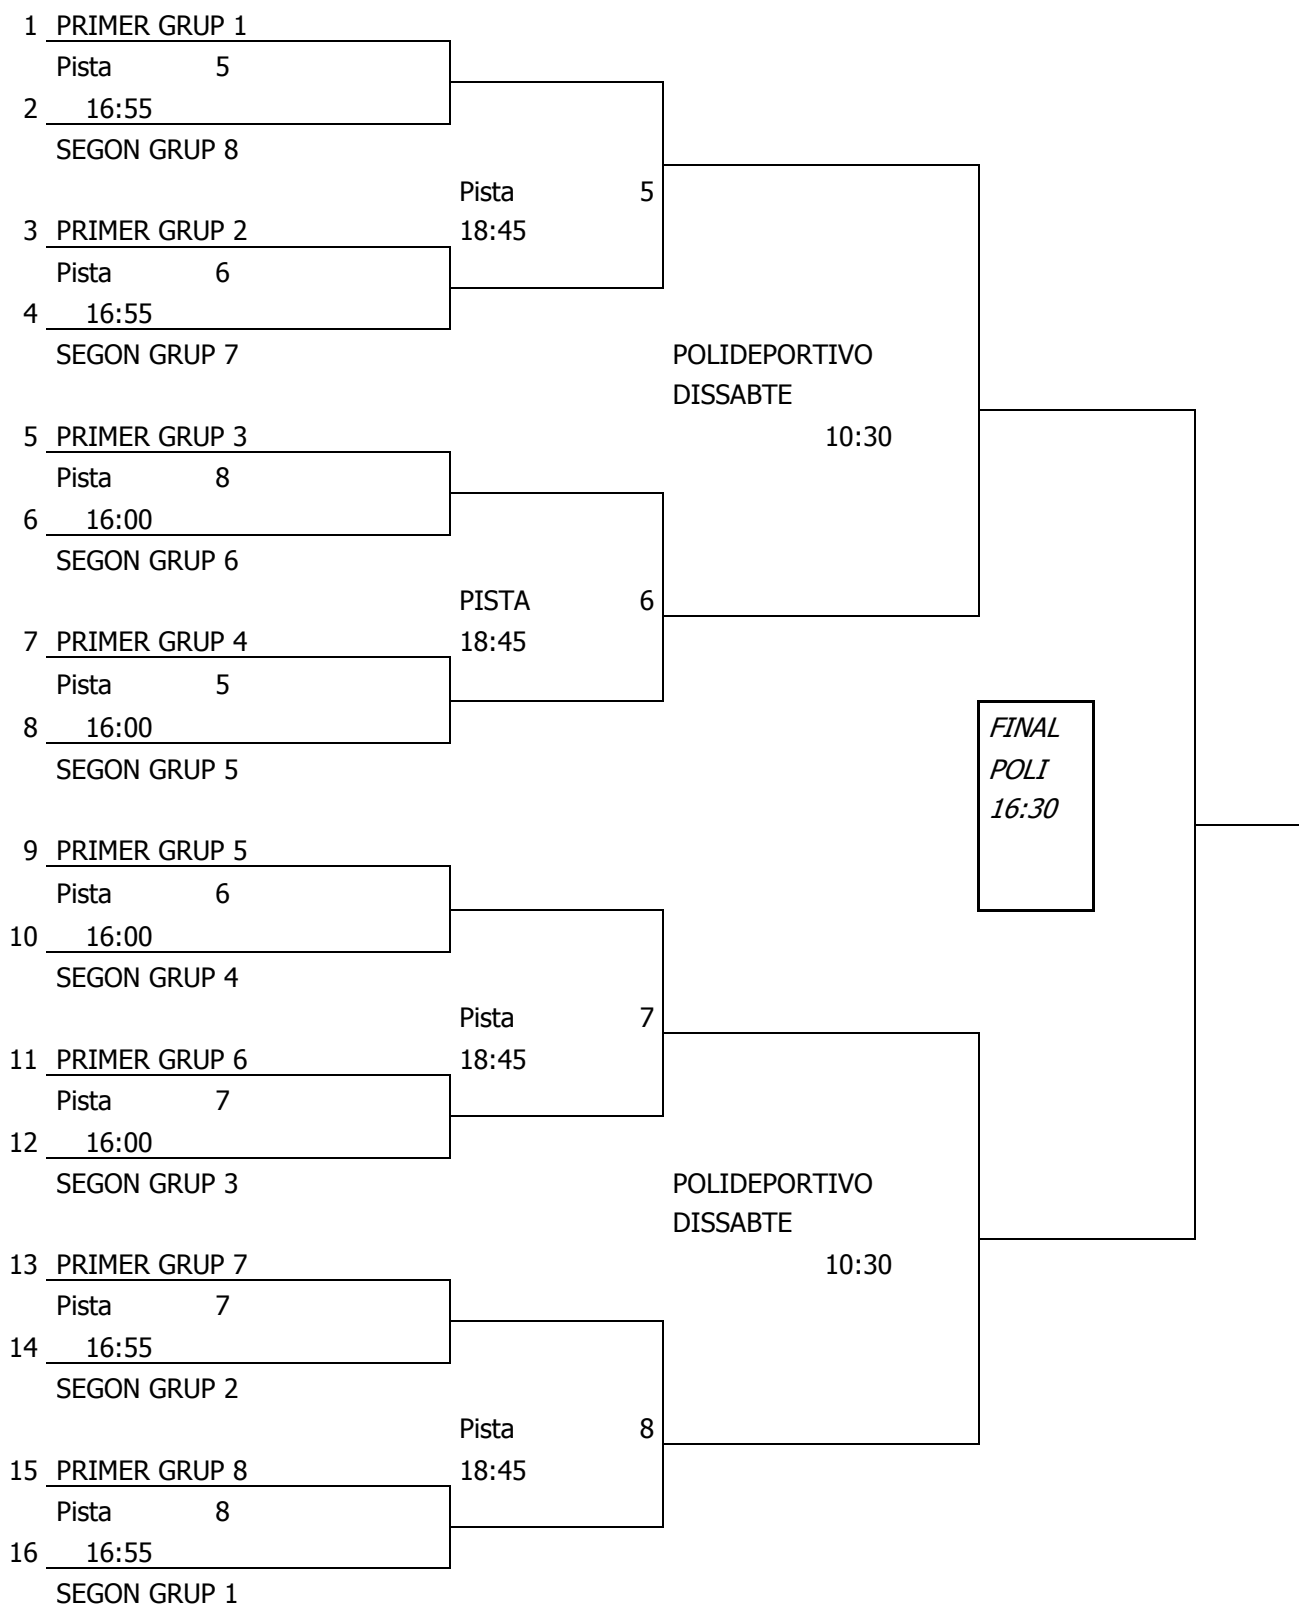 1 PRIMER GRUP 1
Pista 5
2 16:55
SEGON GRUP 8
Pista 5
3 PRIMER GRUP 2 18:45
Pista 6
4 16:55
SEGON GRUP 7 POLIDEPORTIVO
DISSABTE
5 PRIMER GRUP 3 10:30
Pista 8
6 16:00
SEGON GRUP 6
PISTA 6
7 PRIMER GRUP 4 18:45
Pista 5
8 16:00 FINAL
SEGON GRUP 5 POLI
16:30
9 PRIMER GRUP 5
Pista 6
10 16:00
SEGON GRUP 4
Pista 7
11 PRIMER GRUP 6 18:45
Pista 7
12 16:00
SEGON GRUP 3 POLIDEPORTIVO
DISSABTE
13 PRIMER GRUP 7 10:30
Pista 7
14 16:55
SEGON GRUP 2
Pista 8
15 PRIMER GRUP 8 18:45
Pista 8
16 16:55
SEGON GRUP 1